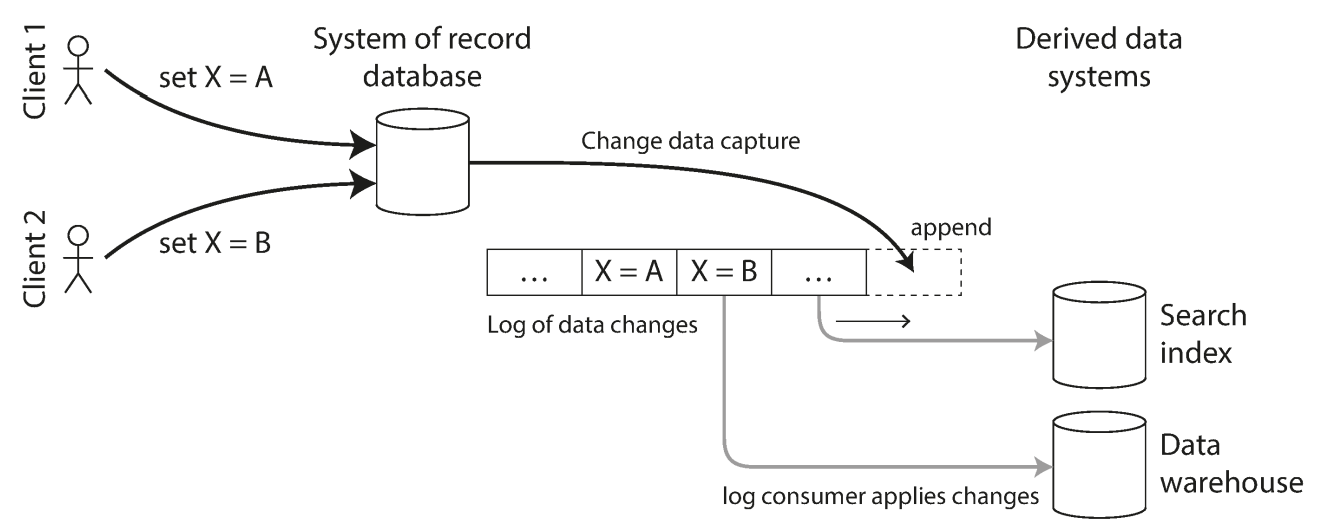 Client 1
set X = A
System of record
database
Derived data
systems
Change data capture
Client 2
set X = B
append
...
X = A
X = B
...
Log of data changes
Search
index
Data
warehouse
log consumer applies changes